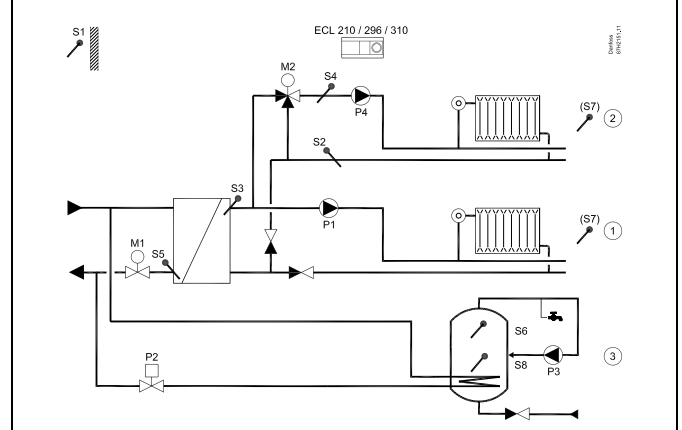 S1
ECL 210 / 296 / 310
Danfoss
87H2151.11
M2
S4
P4
(S7)
2
S2
S3
P1
(S7)
1
M1
S5
S6
S8
P3
3
P2